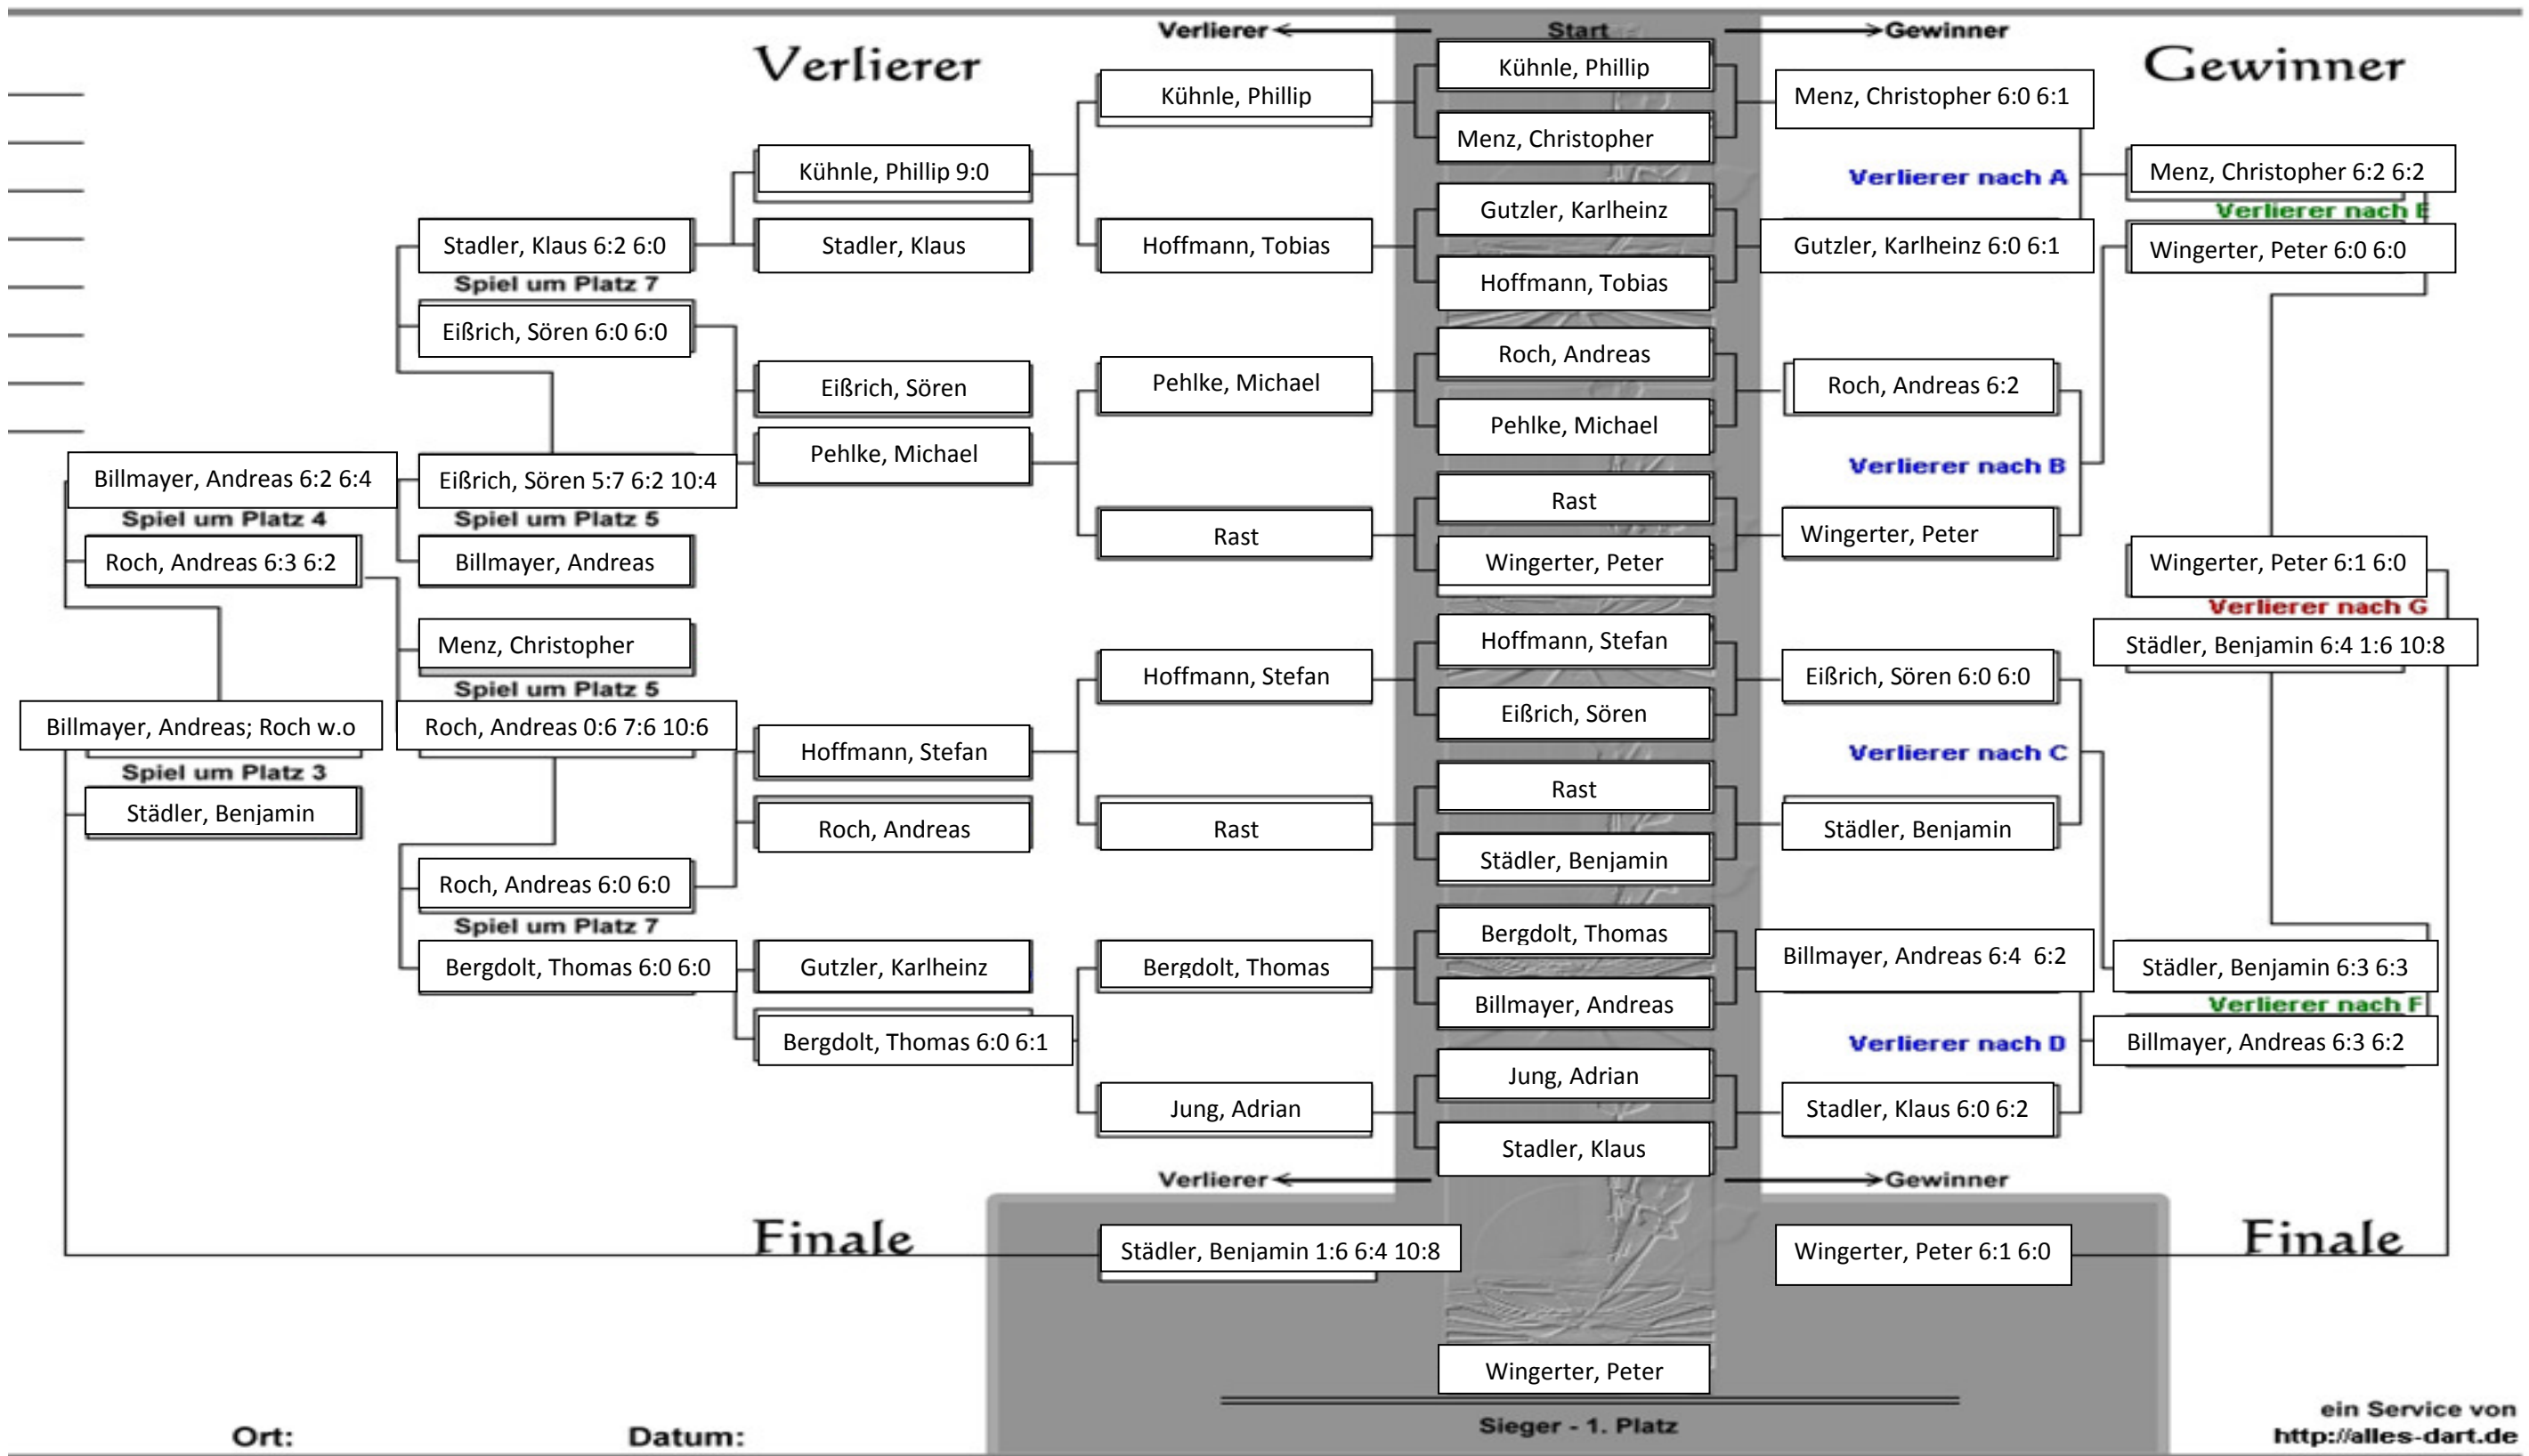 Verlierer
Start
Gewinner
Verlierer
Gewinner
Kühnle, Phillip
Menz, Christopher
Gutzler, Karlheinz
Hoffmann, Tobias
Roch, Andreas
Pehlke, Michael
Rast
Wingerter, Peter
Hoffmann, Stefan
Eißrich, Sören
Rast
Städler, Benjamin
Bergdolt, Thomas
Billmayer, Andreas
Jung, Adrian
Stadler, Klaus
Kühnle, Phillip
Hoffmann, Tobias
Pehlke, Michael
Rast
Hoffmann, Stefan
Rast
Bergdolt, Thomas
Jung, Adrian
Kühnle, Phillip 9:0
Stadler, Klaus
Eißrich, Sören
Pehlke, Michael
Hoffmann, Stefan
Roch, Andreas
Gutzler, Karlheinz
Bergdolt, Thomas 6:0 6:1
Stadler, Klaus 6:2 6:0
Spiel um Platz 7
Eißrich, Sören 6:0 6:0
Eißrich, Sören 5:7 6:2 10:4
Spiel um Platz 5
Billmayer, Andreas
Menz, Christopher
Spiel um Platz 5
Roch, Andreas 0:6 7:6 10:6
Roch, Andreas 6:0 6:0
Spiel um Platz 7
Bergdolt, Thomas 6:0 6:0
Billmayer, Andreas 6:2 6:4
Spiel um Platz 4
Roch, Andreas 6:3 6:2
Billmayer, Andreas; Roch w.o
Spiel um Platz 3
Städler, Benjamin
Menz, Christopher 6:0 6:1
Verlierer nach A
Gutzler, Karlheinz 6:0 6:1
Roch, Andreas 6:2
Verlierer nach B
Wingerter, Peter
Eißrich, Sören 6:0 6:0
Verlierer nach C
Städler, Benjamin
Billmayer, Andreas 6:4 6:2
Verlierer nach D
Stadler, Klaus 6:0 6:2
Menz, Christopher 6:2 6:2
Verlierer nach E
Wingerter, Peter 6:0 6:0
Wingerter, Peter 6:1 6:0
Verlierer nach G
Städler, Benjamin 6:4 1:6 10:8
Städler, Benjamin 6:3 6:3
Verlierer nach F
Billmayer, Andreas 6:3 6:2
Verlierer
Gewinner
Finale
Städler, Benjamin 1:6 6:4 10:8
Wingerter, Peter 6:1 6:0
Finale
Wingerter, Peter
Sieger - 1. Platz
Ort:
Datum:
ein Service von
http://alles-dart.de